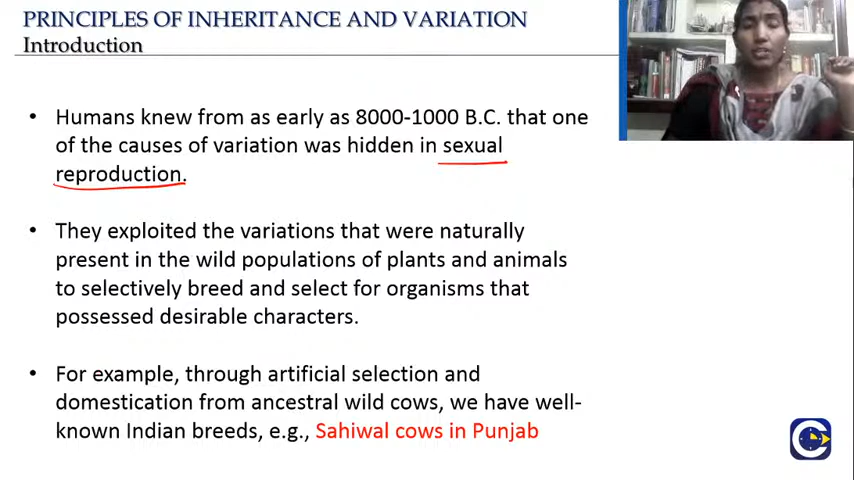 PRINCIPLES OF INHERITANCE AND VARIATION
Introduction
• Humans knew from as early as 8000-1000 B.C. that one
of the causes of variation was hidden in sexual
reproduction.
• They exploited the variations that were naturally
present in the wild populations of plants and animals
to selectively breed and select for organisms that
possessed desirable characters.
• For example, through artificial selection and
domestication from ancestral wild cows, we have well-
known Indian breeds, e.g., Sahiwal cows in Punjab